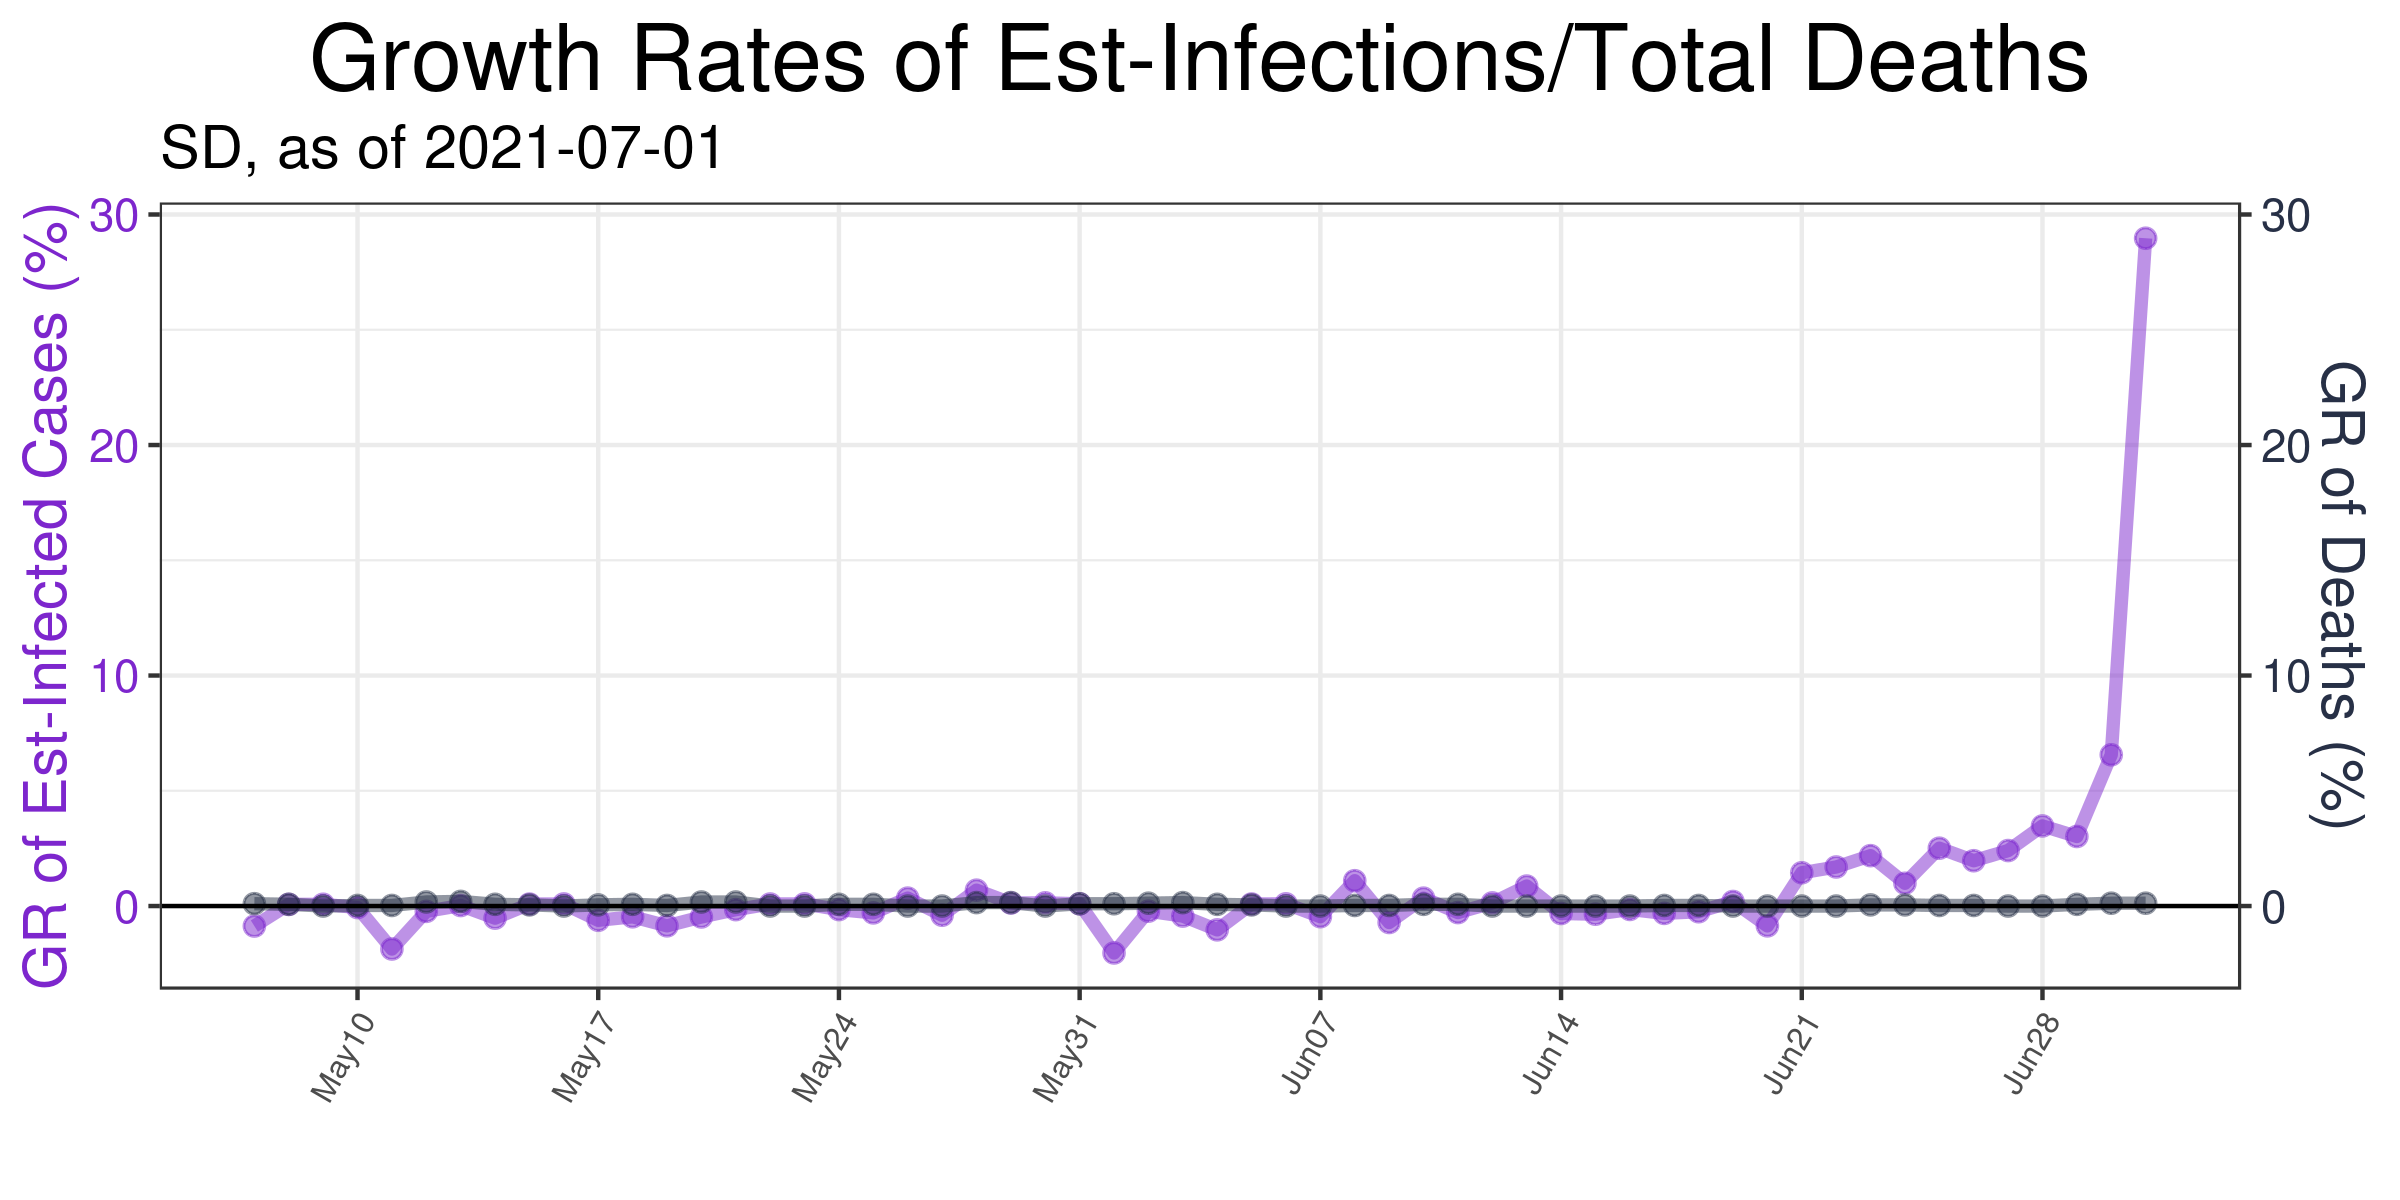 Growth Rates of Est-Infections/Total Deaths
SD, as of 2021-07-01
GR of Est-Infected Cases (%)
30
20
10
0
30
20
10
0
GR of Deaths (%)
May10
May17
May24
May31
Jun07
Jun14
Jun21
Jun28